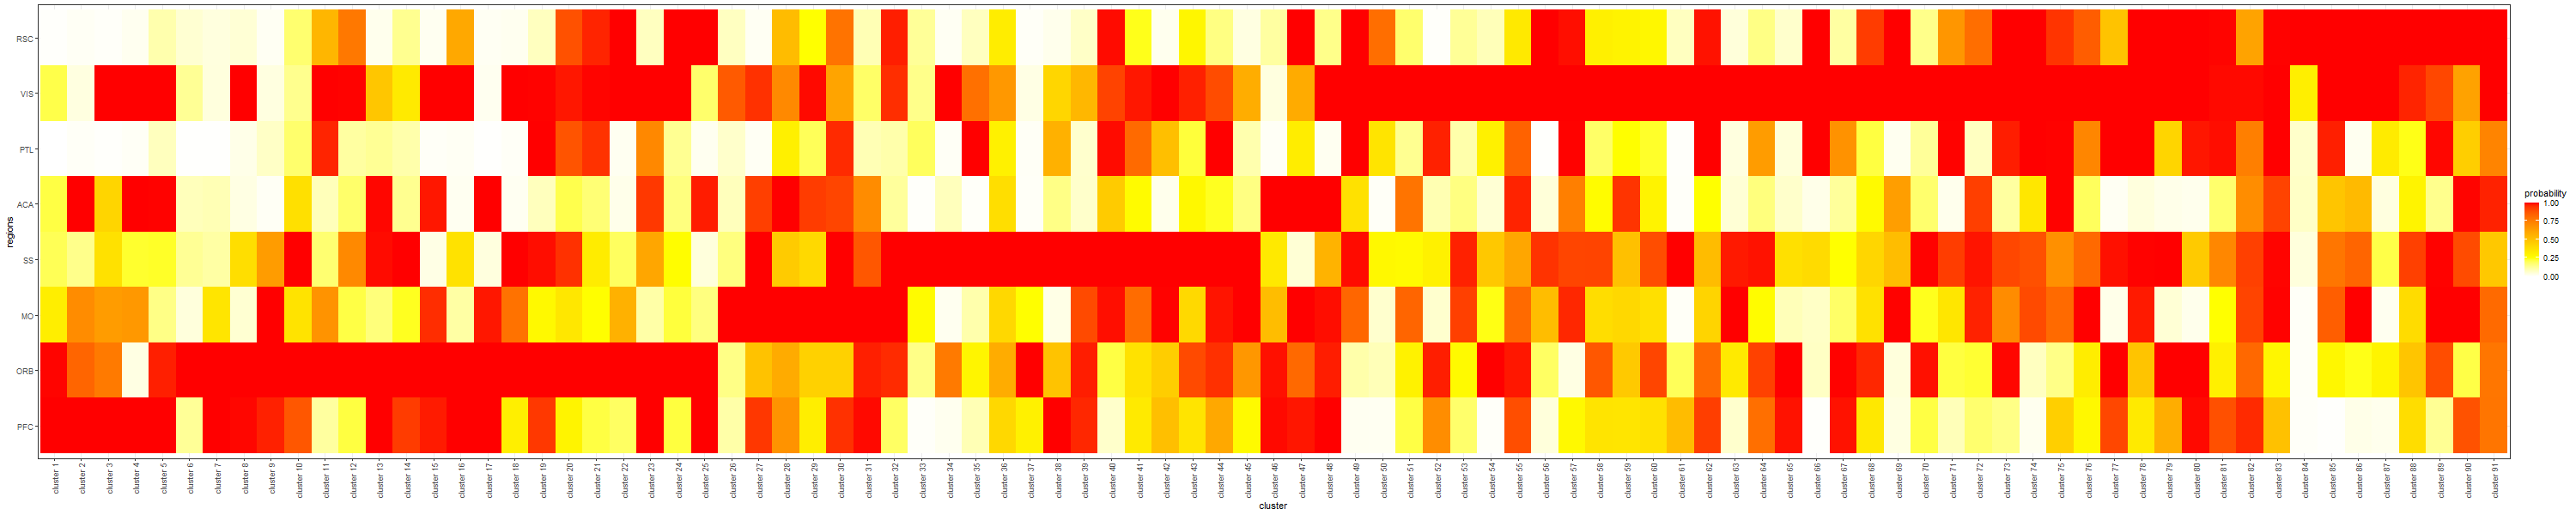 RSC
VIS
PTL
ACA
SS
MO
ORB
PFC
regions
cluster 1
cluster 2
cluster 3
cluster 4
cluster 5
cluster 6
cluster 7
cluster 8
cluster 9
cluster 10
cluster 11
cluster 12
cluster 13
cluster 14
cluster 15
cluster 16
cluster 17
cluster 18
cluster 19
cluster 20
cluster 21
cluster 22
cluster 23
cluster 24
cluster 25
cluster 26
cluster 27
cluster 28
cluster 29
cluster 30
cluster 31
cluster 32
cluster 33
cluster 34
cluster 35
cluster 36
cluster 37
cluster 38
cluster 39
cluster 40
cluster 41
cluster 42
cluster 43
cluster 44
cluster 45
cluster 46
cluster 47
cluster 48
cluster 49
cluster 50
cluster 51
cluster 52
cluster 53
cluster 54
cluster 55
cluster 56
cluster 57
cluster 58
cluster 59
cluster 60
cluster 61
cluster 62
cluster 63
cluster 64
cluster 65
cluster 66
cluster 67
cluster 68
cluster 69
cluster 70
cluster 71
cluster 72
cluster 73
cluster 74
cluster 75
cluster 76
cluster 77
cluster 78
cluster 79
cluster 80
cluster 81
cluster 82
cluster 83
cluster 84
cluster 85
cluster 86
cluster 87
cluster 88
cluster 89
cluster 90
cluster 91
cluster
probability
1.00
0.75
0.50
0.25
0.00